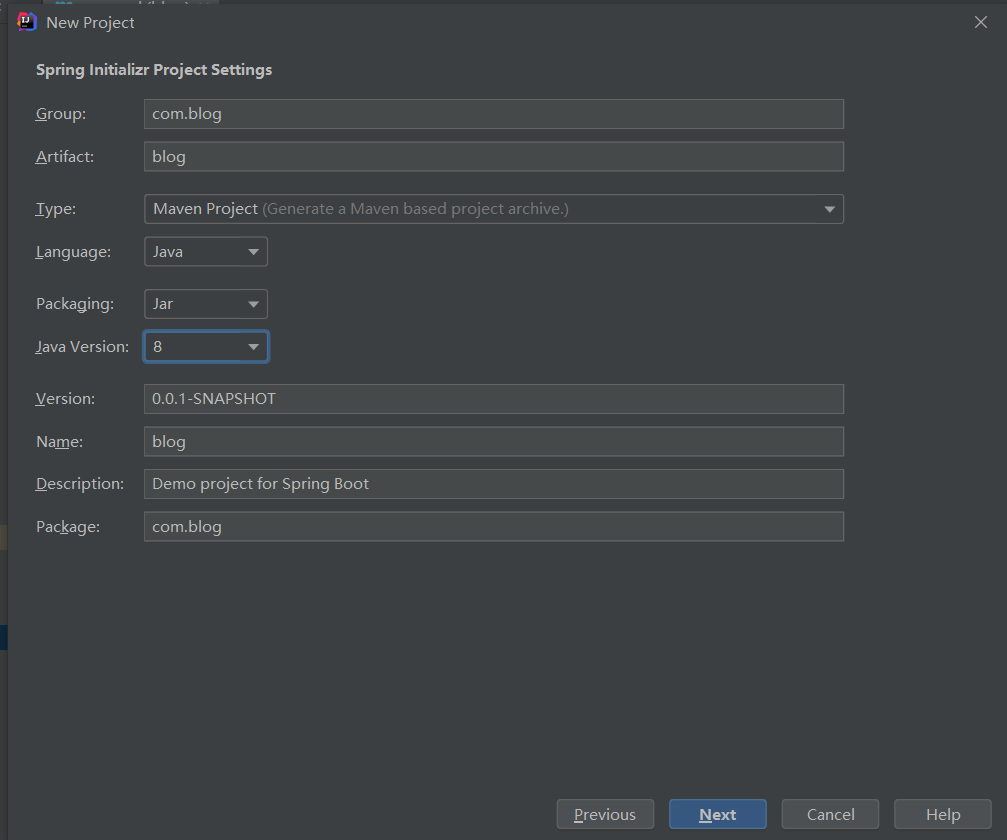 New Project
Spring Initializr Project Settings
Group: com.blog
Artifact: blog
Type: Maven Project (Generate a Maven based project archive.)
Language: Java
Packaging: Jar
Java Version: 8
Version: 0.0.1-SNAPSHOT
Name: blog
Description: Demo project for Spring Boot
Package: com.blog
Previous Next Cancel Help